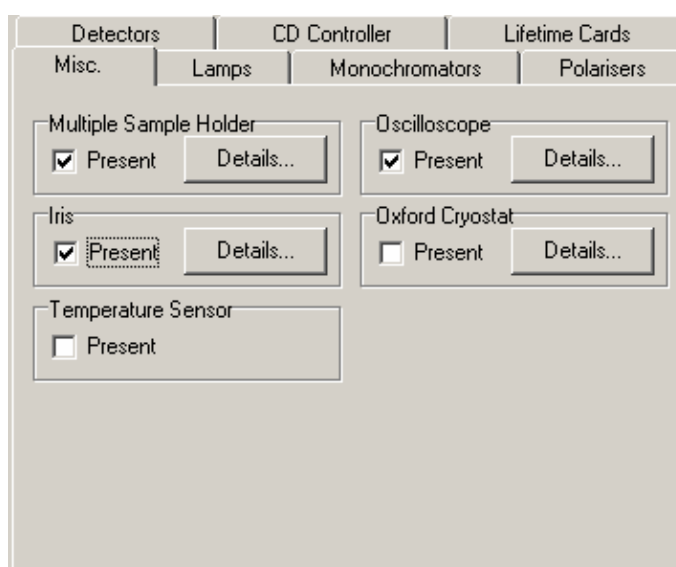 Detectors CD Controller Lifetime Cards
Misc. Lamps Monochromators Polarisers
Multiple Sample Holder Oscilloscope
Present Details... Present Details...
Iris Oxford Cryostat
Present Details... Present Details...
Temperature Sensor
Present